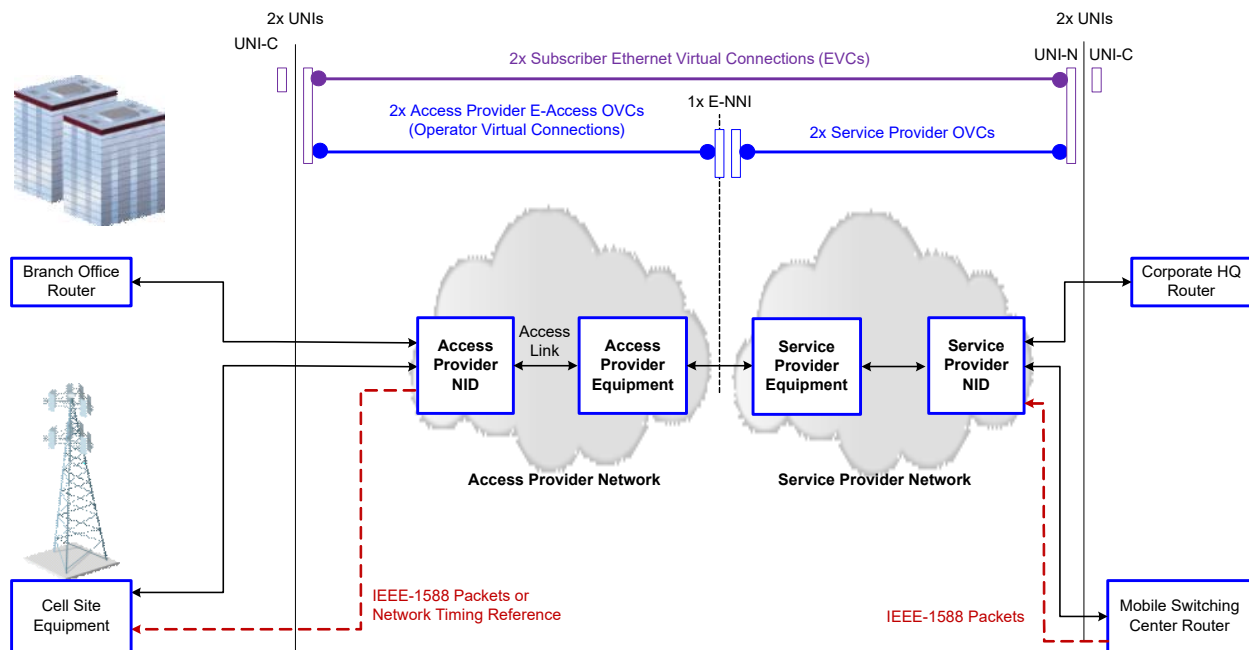 2x UNIs
2x UNIs
UNI-C
UNI-N
UNI-C
2x Subscriber Ethernet Virtual Connections (EVCs)
2x Access Provider E-Access OVCs
(Operator Virtual Connections)
1x E-NNI
2x Service Provider OVCs
Branch Office
Router
Corporate HQ
Router
Access
Provider
NID
Access
Link
Access
Provider
Equipment
Service
Provider
Equipment
Service
Provider
NID
Access Provider Network
Service Provider Network
Cell Site
Equipment
IEEE-1588 Packets or
Network Timing Reference
IEEE-1588 Packets
Mobile Switching
Center Router